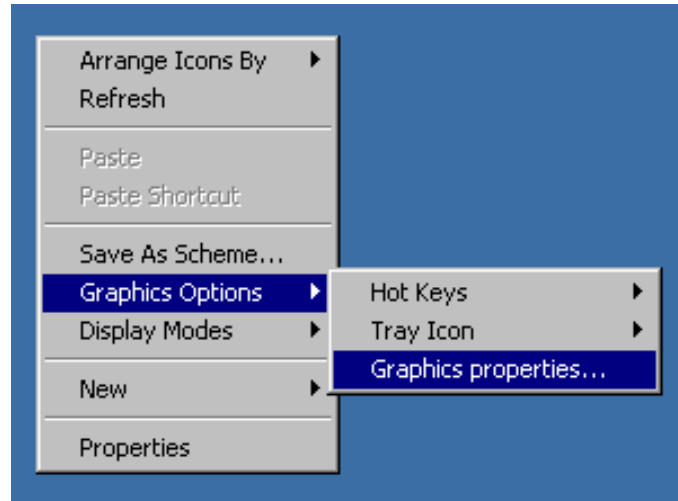 Arrange Icons By
Refresh
Paste
Paste Shortcut
Save As Scheme...
Graphics Options
Display Modes
New
Properties
Hot Keys
Tray Icon
Graphics properties...